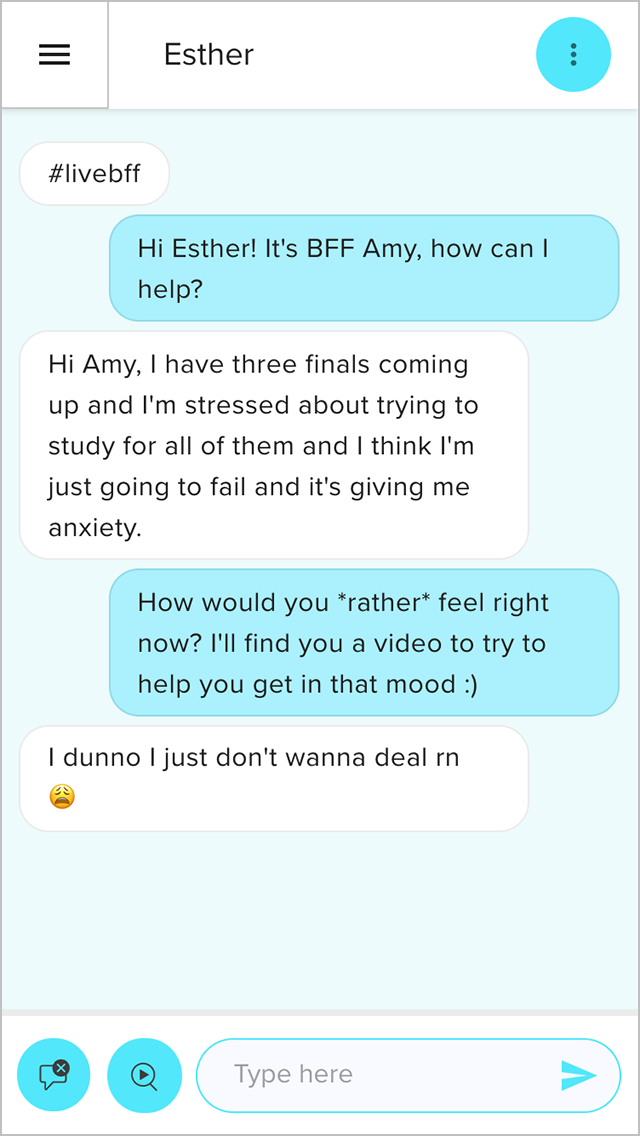 Esther
#livebff
Hi Esther! It's BFF Amy, how can I
help?
Hi Amy, I have three finals coming
up and I'm stressed about trying to
study for all of them and I think I'm
just going to fail and it's giving me
anxiety.
How would you *rather* feel right
now? I'll find you a video to try to
help you get in that mood :)
I dunno I just don't wanna deal rn
😩
Type here